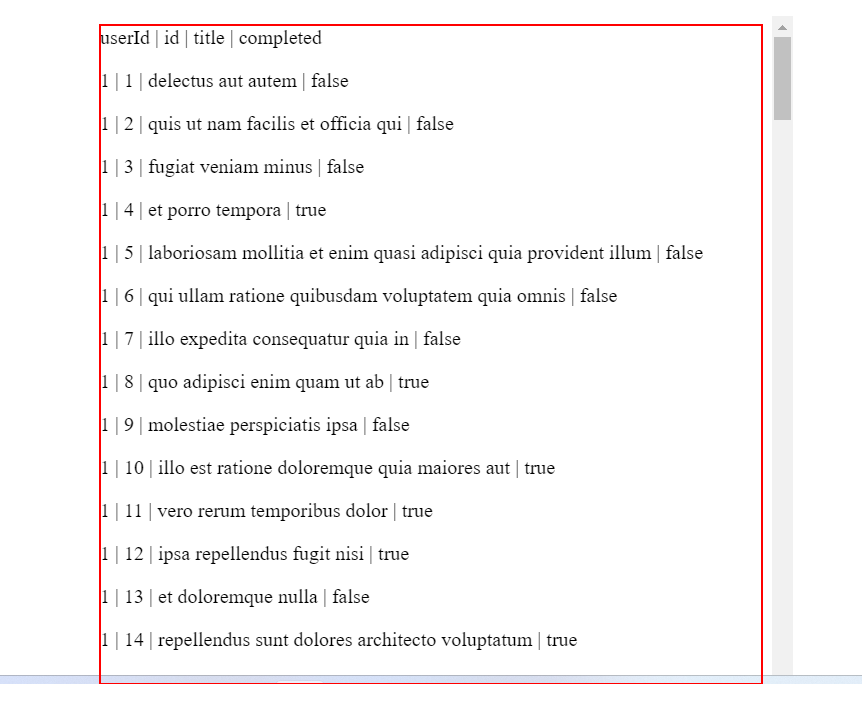 userId | id | title | completed
1 | 1 | delectus aut autem | false
1 | 2 | quis ut nam facilis et officia qui | false
1 | 3 | fugiat veniam minus | false
1 | 4 | et porro tempora | true
1 | 5 | laboriosam mollitia et enim quasi adipisci quia provident illum | false
1 | 6 | qui ullam ratione quibusdam voluptatem quia omnis | false
1 | 7 | illo expedita consequatur quia in | false
1 | 8 | quo adipisci enim quam ut ab | true
1 | 9 | molestiae perspiciatis ipsa | false
1 | 10 | illo est ratione doloremque quia maiores aut | true
1 | 11 | vero rerum temporibus dolor | true
1 | 12 | ipsa repellendus fugit nisi | true
1 | 13 | et doloremque nulla | false
1 | 14 | repellendus sunt dolores architecto voluptatum | true